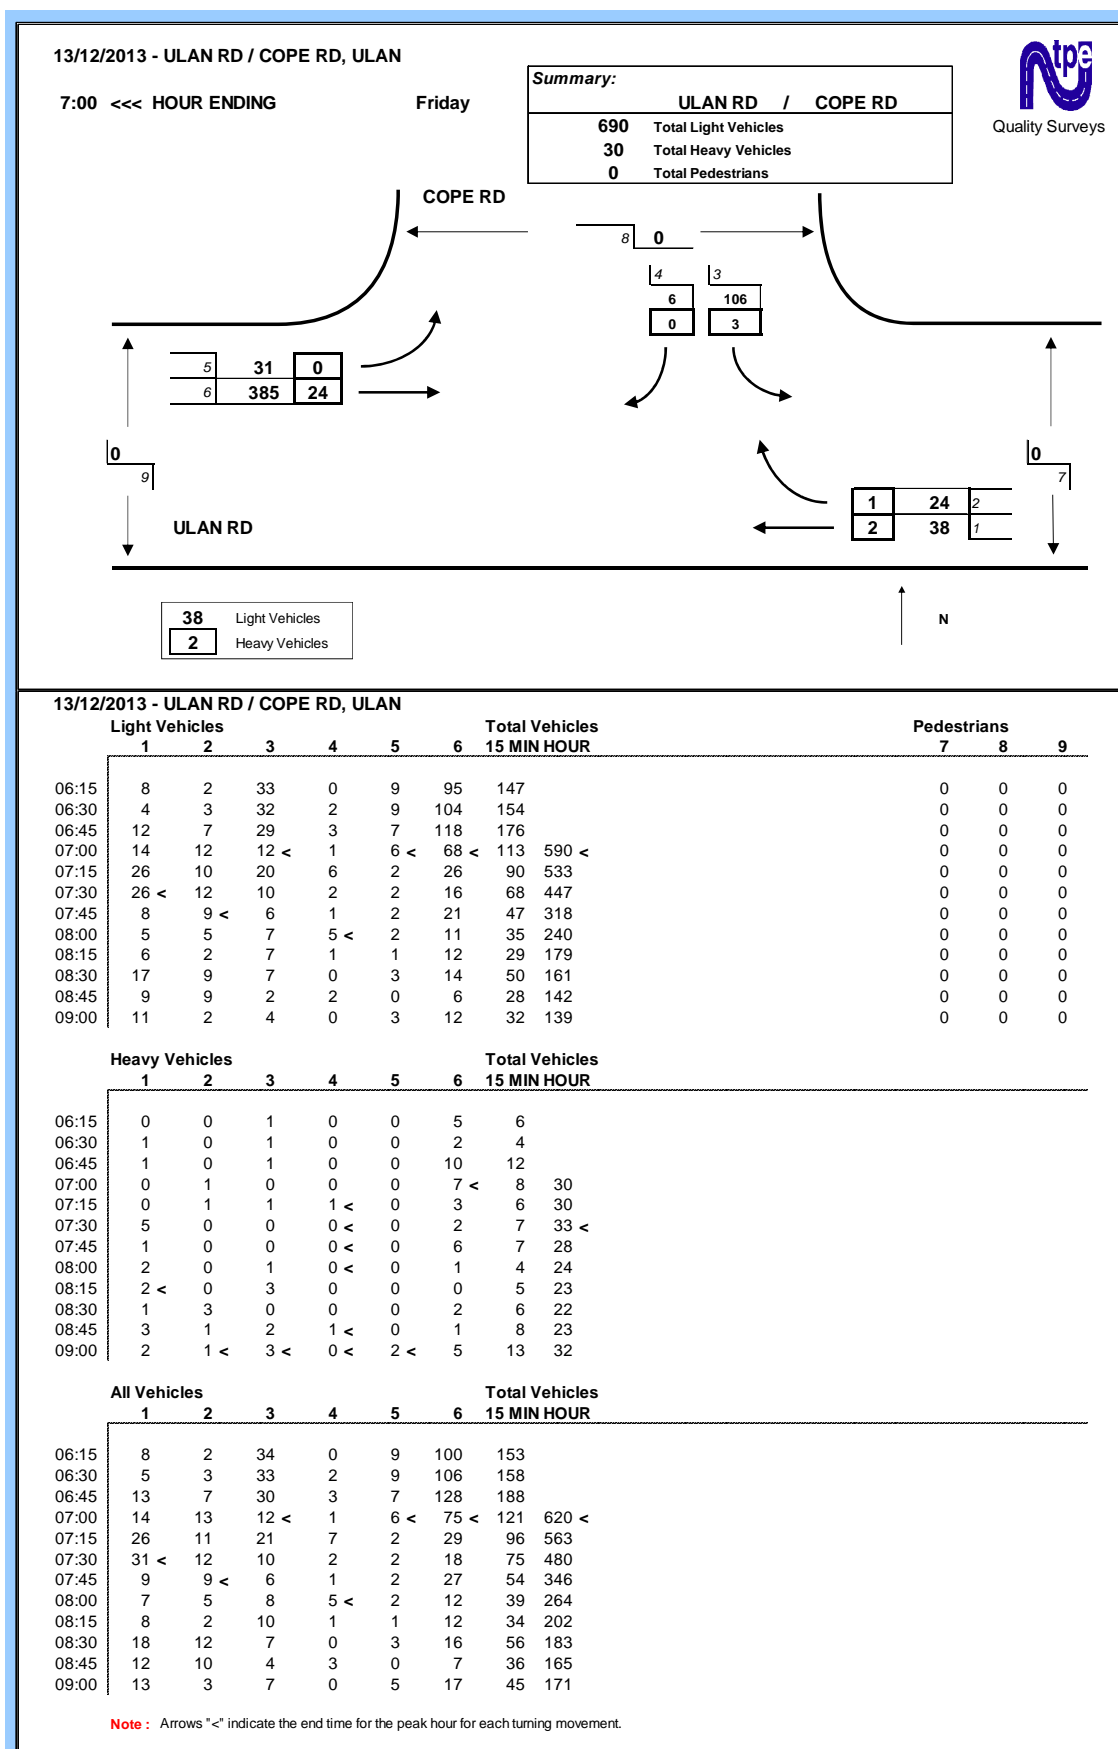 13/12/2013 - ULAN RD / COPE RD, ULAN
7:00 <<< HOUR ENDING Friday
Summary:
ULAN RD / COPE RD
690 Total Light Vehicles
30 Total Heavy Vehicles
0 Total Pedestrians
tpe
Quality Surveys
COPE RD
8 0
4 3
6 106
0 3
5 31 0
6 385 24
0
9
0
7
1 24 2
2 38 1
ULAN RD
38 Light Vehicles
2 Heavy Vehicles
N
13/12/2013 - ULAN RD / COPE RD, ULAN
Light Vehicles Total Vehicles Pedestrians
1 2 3 4 5 6 15 MIN HOUR 7 8 9
06:15 8 2 33 0 9 95 147 0 0 0
06:30 4 3 32 2 9 104 154 0 0 0
06:45 12 7 29 3 7 118 176 0 0 0
07:00 14 12 12 < 1 6 < 68 < 113 590 < 0 0 0
07:15 26 10 20 6 2 26 90 533 0 0 0
07:30 26 < 12 10 2 2 16 68 447 0 0 0
07:45 8 9 < 6 1 2 21 47 318 0 0 0
08:00 5 5 7 5 < 2 11 35 240 0 0 0
08:15 6 2 7 1 1 12 29 179 0 0 0
08:30 17 9 7 0 3 14 50 161 0 0 0
08:45 9 9 2 2 0 6 28 142 0 0 0
09:00 11 2 4 0 3 12 32 139 0 0 0
Heavy Vehicles Total Vehicles
1 2 3 4 5 6 15 MIN HOUR
06:15 0 0 1 0 0 5 6
06:30 1 0 1 0 0 2 4
06:45 1 0 1 0 0 10 12
07:00 0 1 0 0 0 7 < 8 30
07:15 0 1 1 1 < 0 3 6 30
07:30 5 0 0 0 < 0 2 7 33 <
07:45 1 0 0 0 < 0 6 7 28
08:00 2 0 1 0 < 0 1 4 24
08:15 2 < 0 3 0 0 0 5 23
08:30 1 3 0 0 0 2 6 22
08:45 3 1 2 1 < 0 1 8 23
09:00 2 1 < 3 < 0 < 2 < 5 13 32
All Vehicles Total Vehicles
1 2 3 4 5 6 15 MIN HOUR
06:15 8 2 34 0 9 100 153
06:30 5 3 33 2 9 106 158
06:45 13 7 30 3 7 128 188
07:00 14 13 12 < 1 6 < 75 < 121 620 <
07:15 26 11 21 7 2 29 96 563
07:30 31 < 12 10 2 2 18 75 480
07:45 9 9 < 6 1 2 27 54 346
08:00 7 5 8 5 < 2 12 39 264
08:15 8 2 10 1 1 12 34 202
08:30 18 12 7 0 3 16 56 183
08:45 12 10 4 3 0 7 36 165
09:00 13 3 7 0 5 17 45 171
Note : Arrows "<" indicate the end time for the peak hour for each turning movement.